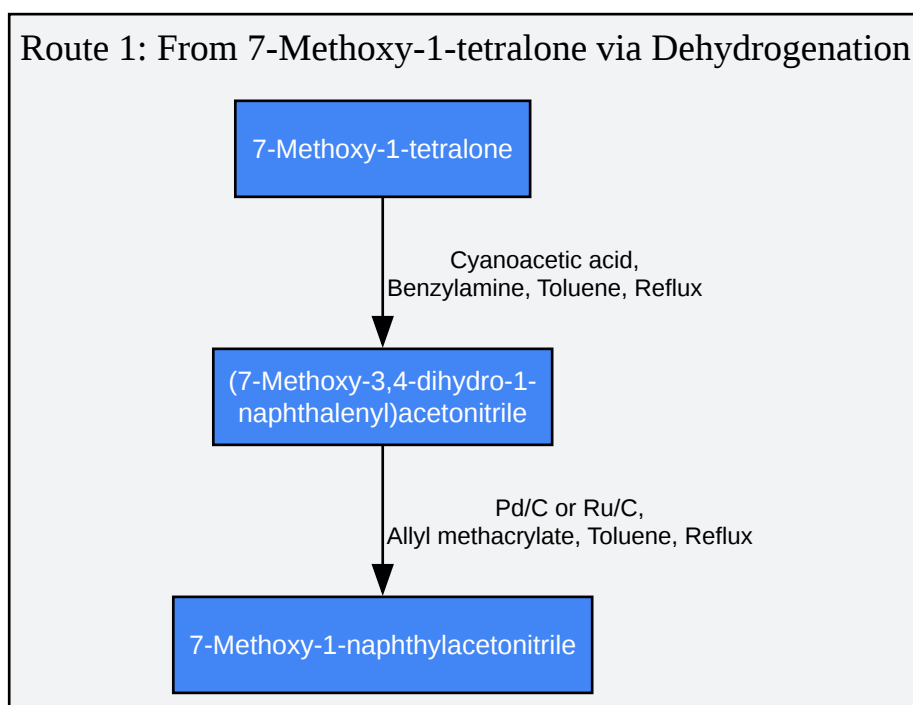 Route 1: From 7-Methoxy-1-tetralone via Dehydrogenation
7-Methoxy-1-tetralone
Cyanoacetic acid,
Benzylamine, Toluene, Reflux
(7-Methoxy-3,4-dihydro-1-
naphthalenyl)acetonitrile
Pd/C or Ru/C,
Allyl methacrylate, Toluene, Reflux
7-Methoxy-1-naphthylacetonitrile